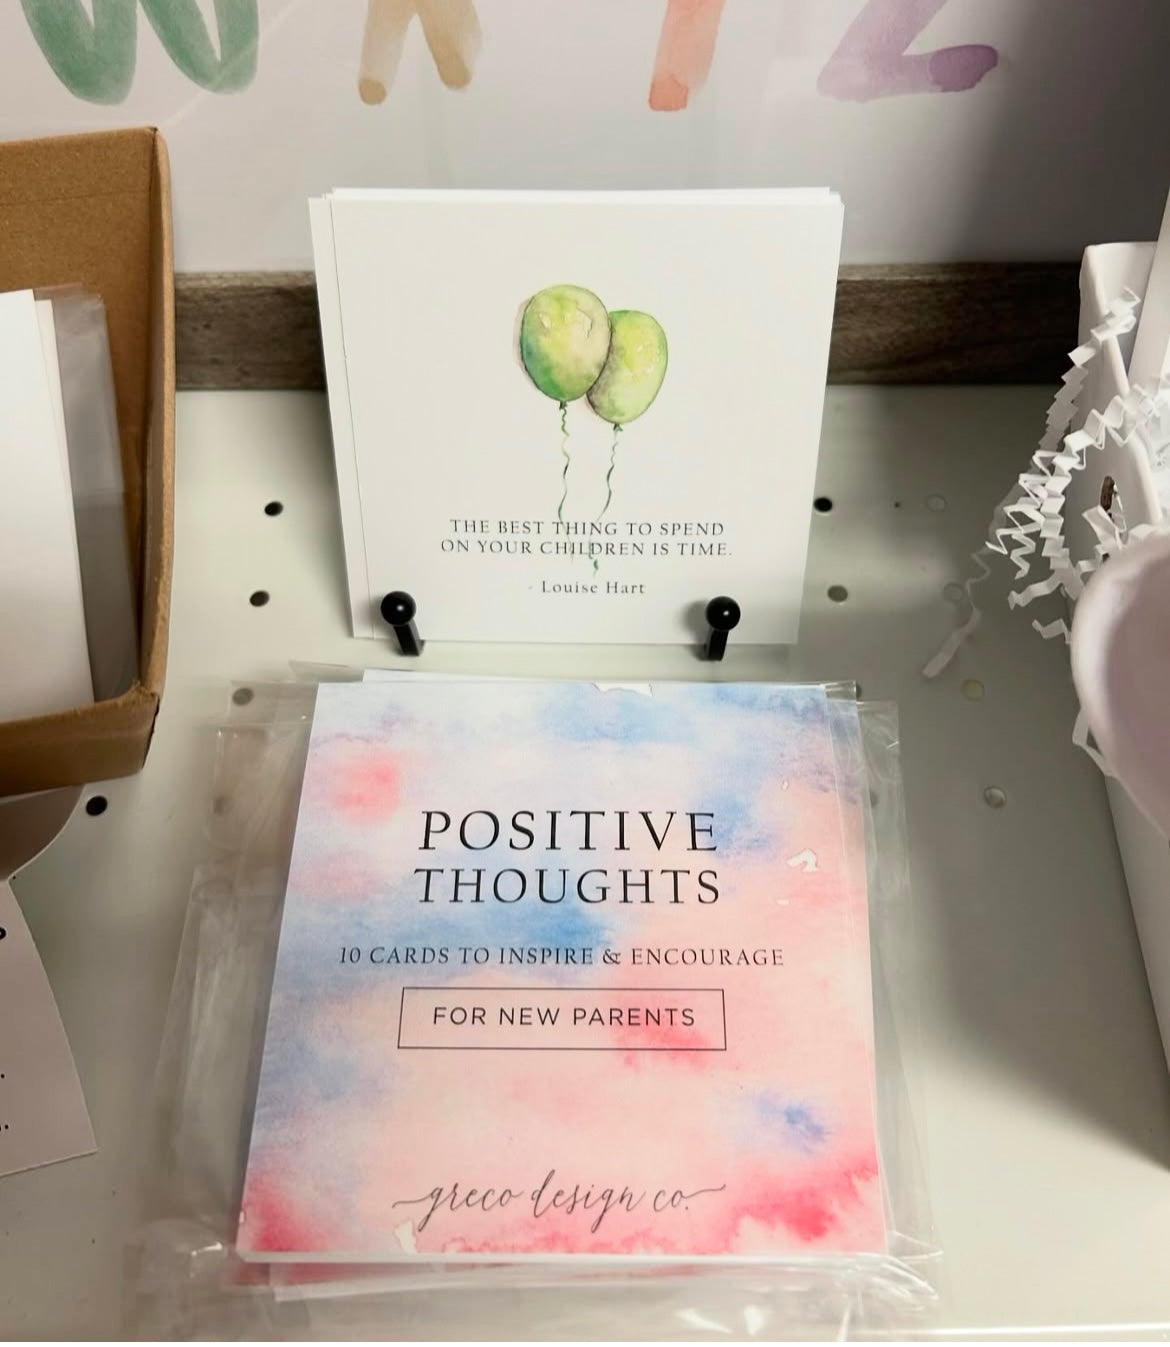 W X Y Z
THE BEST THING TO SPEND
ON YOUR CHILDREN IS TIME.
- Louise Hart
POSITIVE
THOUGHTS
10 CARDS TO INSPIRE & ENCOURAGE
FOR NEW PARENTS
greco design co.